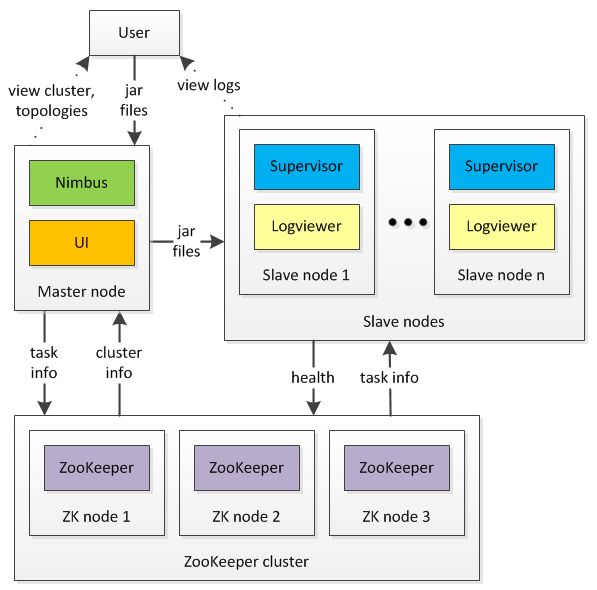 User
view cluster,
topologies
jar
files
view logs
Nimbus
UI
Master node
jar
files
Supervisor
Logviewer
Slave node 1
Supervisor
Logviewer
Slave node n
Slave nodes
task
info
cluster
info
health
task info
ZooKeeper
ZK node 1
ZooKeeper
ZK node 2
ZooKeeper
ZK node 3
ZooKeeper cluster